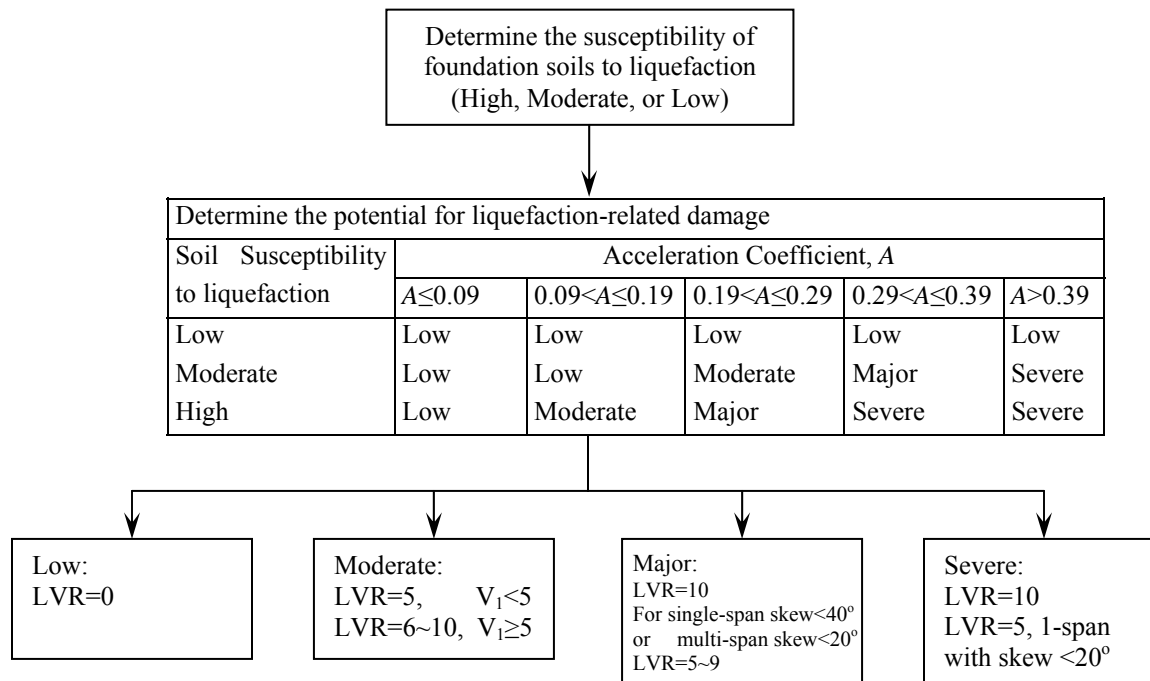 Determine the susceptibility of
foundation soils to liquefaction
(High, Moderate, or Low)
Determine the potential for liquefaction-related damage
Soil Susceptibility
to liquefaction
Acceleration Coefficient, A
A≤0.09 0.09<A≤0.19 0.19<A≤0.29 0.29<A≤0.39 A>0.39
Low Low Low Low Low Low
Moderate Low Low Moderate Major Severe
High Low Moderate Major Severe Severe
Low:
LVR=0
Moderate:
LVR=5, V₁<5
LVR=6~10, V₁≥5
Major:
LVR=10
For single-span skew<40°
or multi-span skew<20°
LVR=5~9
Severe:
LVR=10
LVR=5, 1-span
with skew <20°